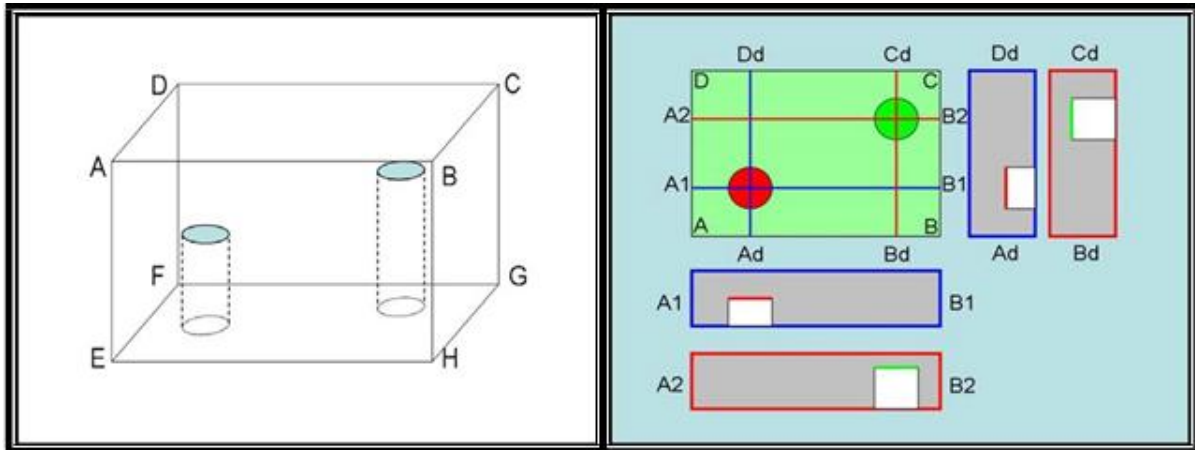 D C
A B
F G
E H
Dd Cd Dd Cd
D C
A2 B2
A1 B1
A B
Ad Bd Ad Bd
A1 B1
A2 B2